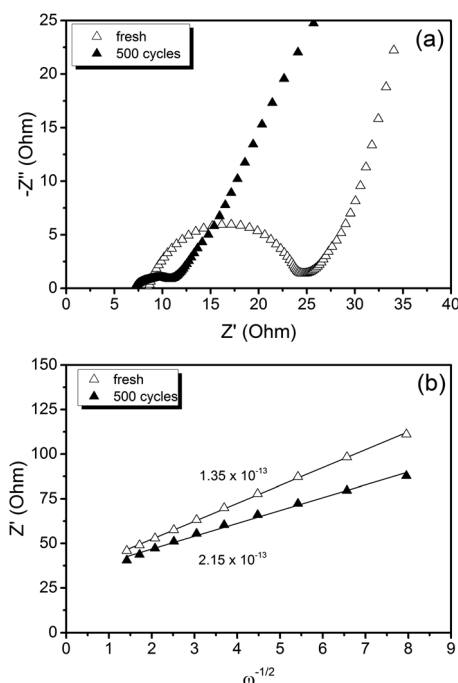 25
20
15
10
5
0
-Z'' (Ohm)
fresh
500 cycles
(a)
0 5 10 15 20 25 30 35 40
Z' (Ohm)
150
125
100
75
50
25
0
Z' (Ohm)
fresh
500 cycles
(b)
1.35 x 10⁻¹³
2.15 x 10⁻¹³
0 1 2 3 4 5 6 7 8 9
ω⁻¹/²